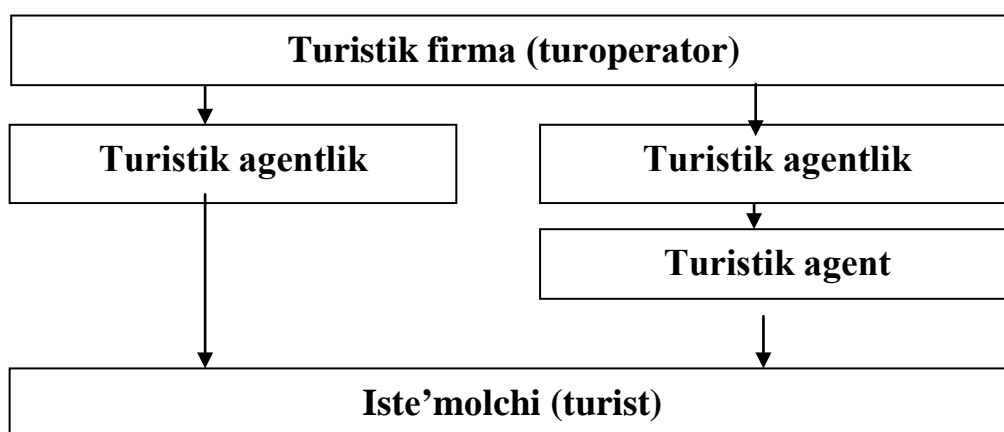 Turistik firma (turoperator)
Turistik agentlik
Turistik agentlik
Turistik agent
Iste’molchi (turist)